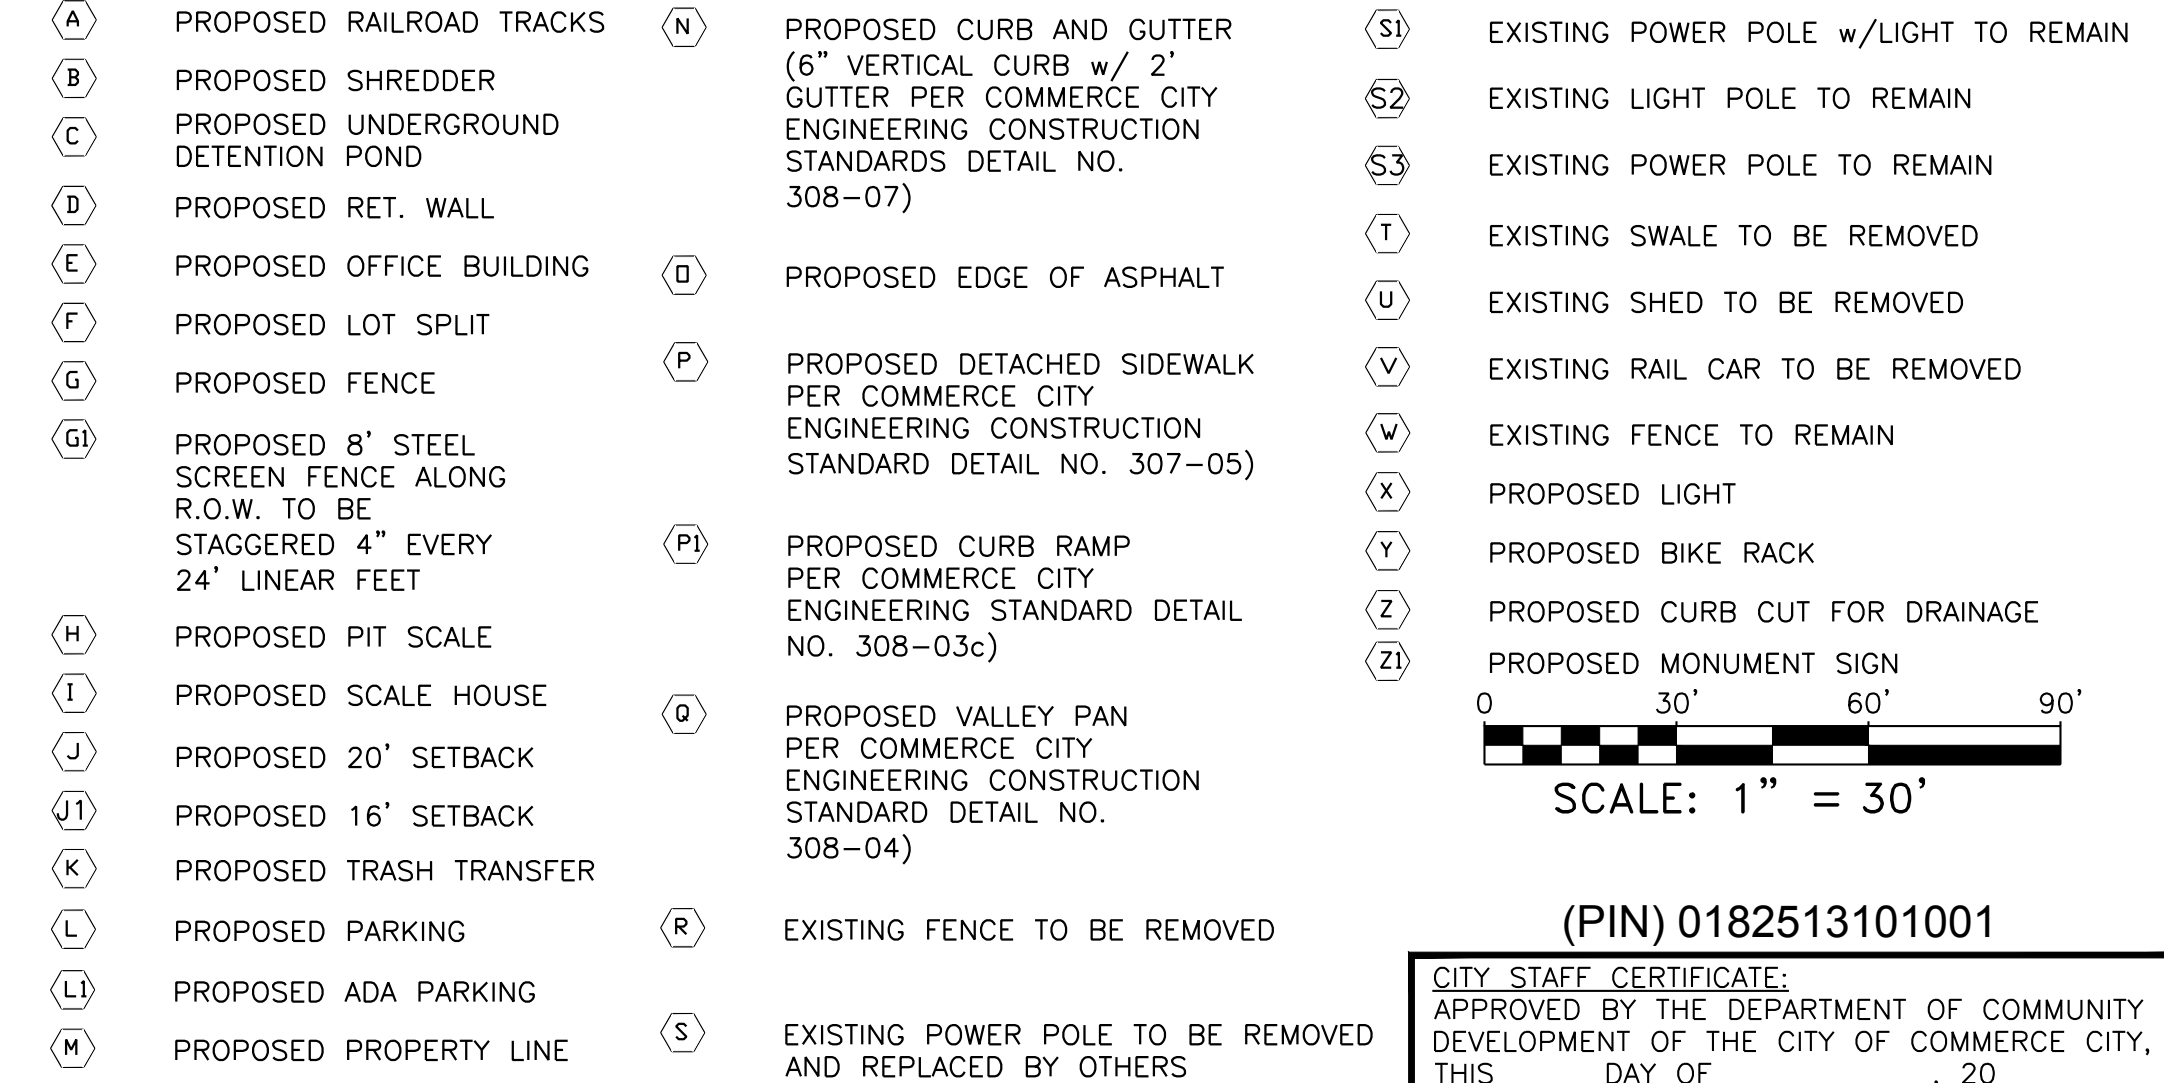 A PROPOSED RAILROAD TRACKS
B PROPOSED SHREDDER
C PROPOSED UNDERGROUND
DETENTION POND
D PROPOSED RET. WALL
E PROPOSED OFFICE BUILDING
F PROPOSED LOT SPLIT
G PROPOSED FENCE
G1 PROPOSED 8' STEEL
SCREEN FENCE ALONG
R.O.W. TO BE
STAGGERED 4" EVERY
24' LINEAR FEET
H PROPOSED PIT SCALE
I PROPOSED SCALE HOUSE
J PROPOSED 20' SETBACK
J1 PROPOSED 16' SETBACK
K PROPOSED TRASH TRANSFER
L PROPOSED PARKING
L1 PROPOSED ADA PARKING
M PROPOSED PROPERTY LINE
N PROPOSED CURB AND GUTTER
(6" VERTICAL CURB w/ 2'
GUTTER PER COMMERCE CITY
ENGINEERING CONSTRUCTION
STANDARDS DETAIL NO.
308-07)
O PROPOSED EDGE OF ASPHALT
P PROPOSED DETACHED SIDEWALK
PER COMMERCE CITY
ENGINEERING CONSTRUCTION
STANDARD DETAIL NO. 307-05)
P1 PROPOSED CURB RAMP
PER COMMERCE CITY
ENGINEERING STANDARD DETAIL
NO. 308-03c)
Q PROPOSED VALLEY PAN
PER COMMERCE CITY
ENGINEERING CONSTRUCTION
STANDARD DETAIL NO.
308-04)
R EXISTING FENCE TO BE REMOVED
S EXISTING POWER POLE TO BE REMOVED
AND REPLACED BY OTHERS
S1 EXISTING POWER POLE w/LIGHT TO REMAIN
S2 EXISTING LIGHT POLE TO REMAIN
S3 EXISTING POWER POLE TO REMAIN
T EXISTING SWALE TO BE REMOVED
U EXISTING SHED TO BE REMOVED
V EXISTING RAIL CAR TO BE REMOVED
W EXISTING FENCE TO REMAIN
X PROPOSED LIGHT
Y PROPOSED BIKE RACK
Z PROPOSED CURB CUT FOR DRAINAGE
Z1 PROPOSED MONUMENT SIGN
0 30' 60' 90'
SCALE: 1" = 30'
(PIN) 0182513101001
CITY STAFF CERTIFICATE:
APPROVED BY THE DEPARTMENT OF COMMUNITY
DEVELOPMENT OF THE CITY OF COMMERCE CITY,
THIS DAY OF , 20